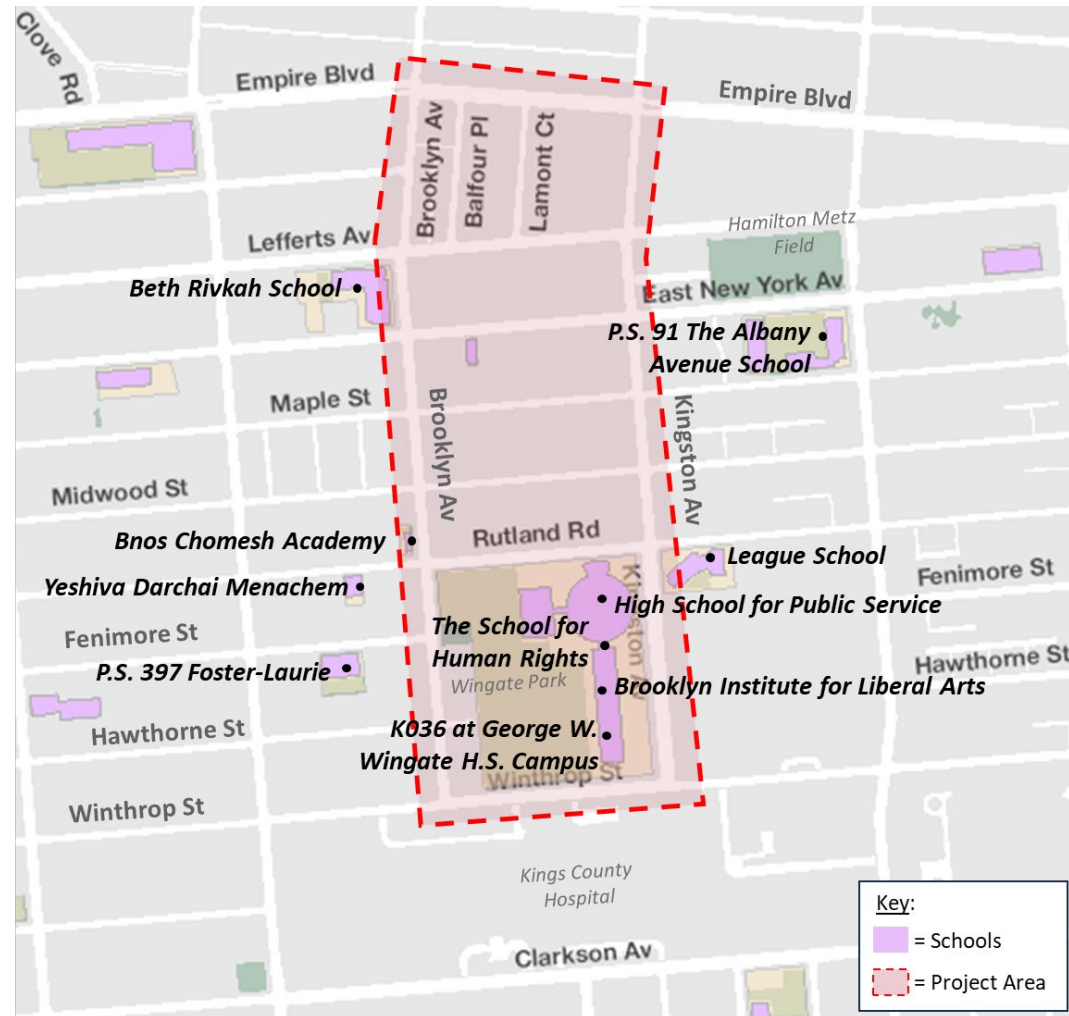 Clove Rd
Empire Blvd
Empire Blvd
Brooklyn Av
Balfour Pl
Lamont Ct
Hamilton Metz
Field
Lefferts Av
East New York Av
Beth Rivkah School
P.S. 91 The Albany
Avenue School
Maple St
Brooklyn Av
Kingston Av
Midwood St
Rutland Rd
Bnos Chomesh Academy
League School
Yeshiva Darchai Menachem
Fenimore St
Kingston Av
High School for Public Service
The School for
Human Rights
Fenimore St
Hawthorne St
P.S. 397 Foster-Laurie
Wingate Park
Brooklyn Institute for Liberal Arts
Hawthorne St
K036 at George W.
Wingate H.S. Campus
Winthrop St
Winthrop St
Kings County
Hospital
Clarkson Av
Key:
= Schools
= Project Area